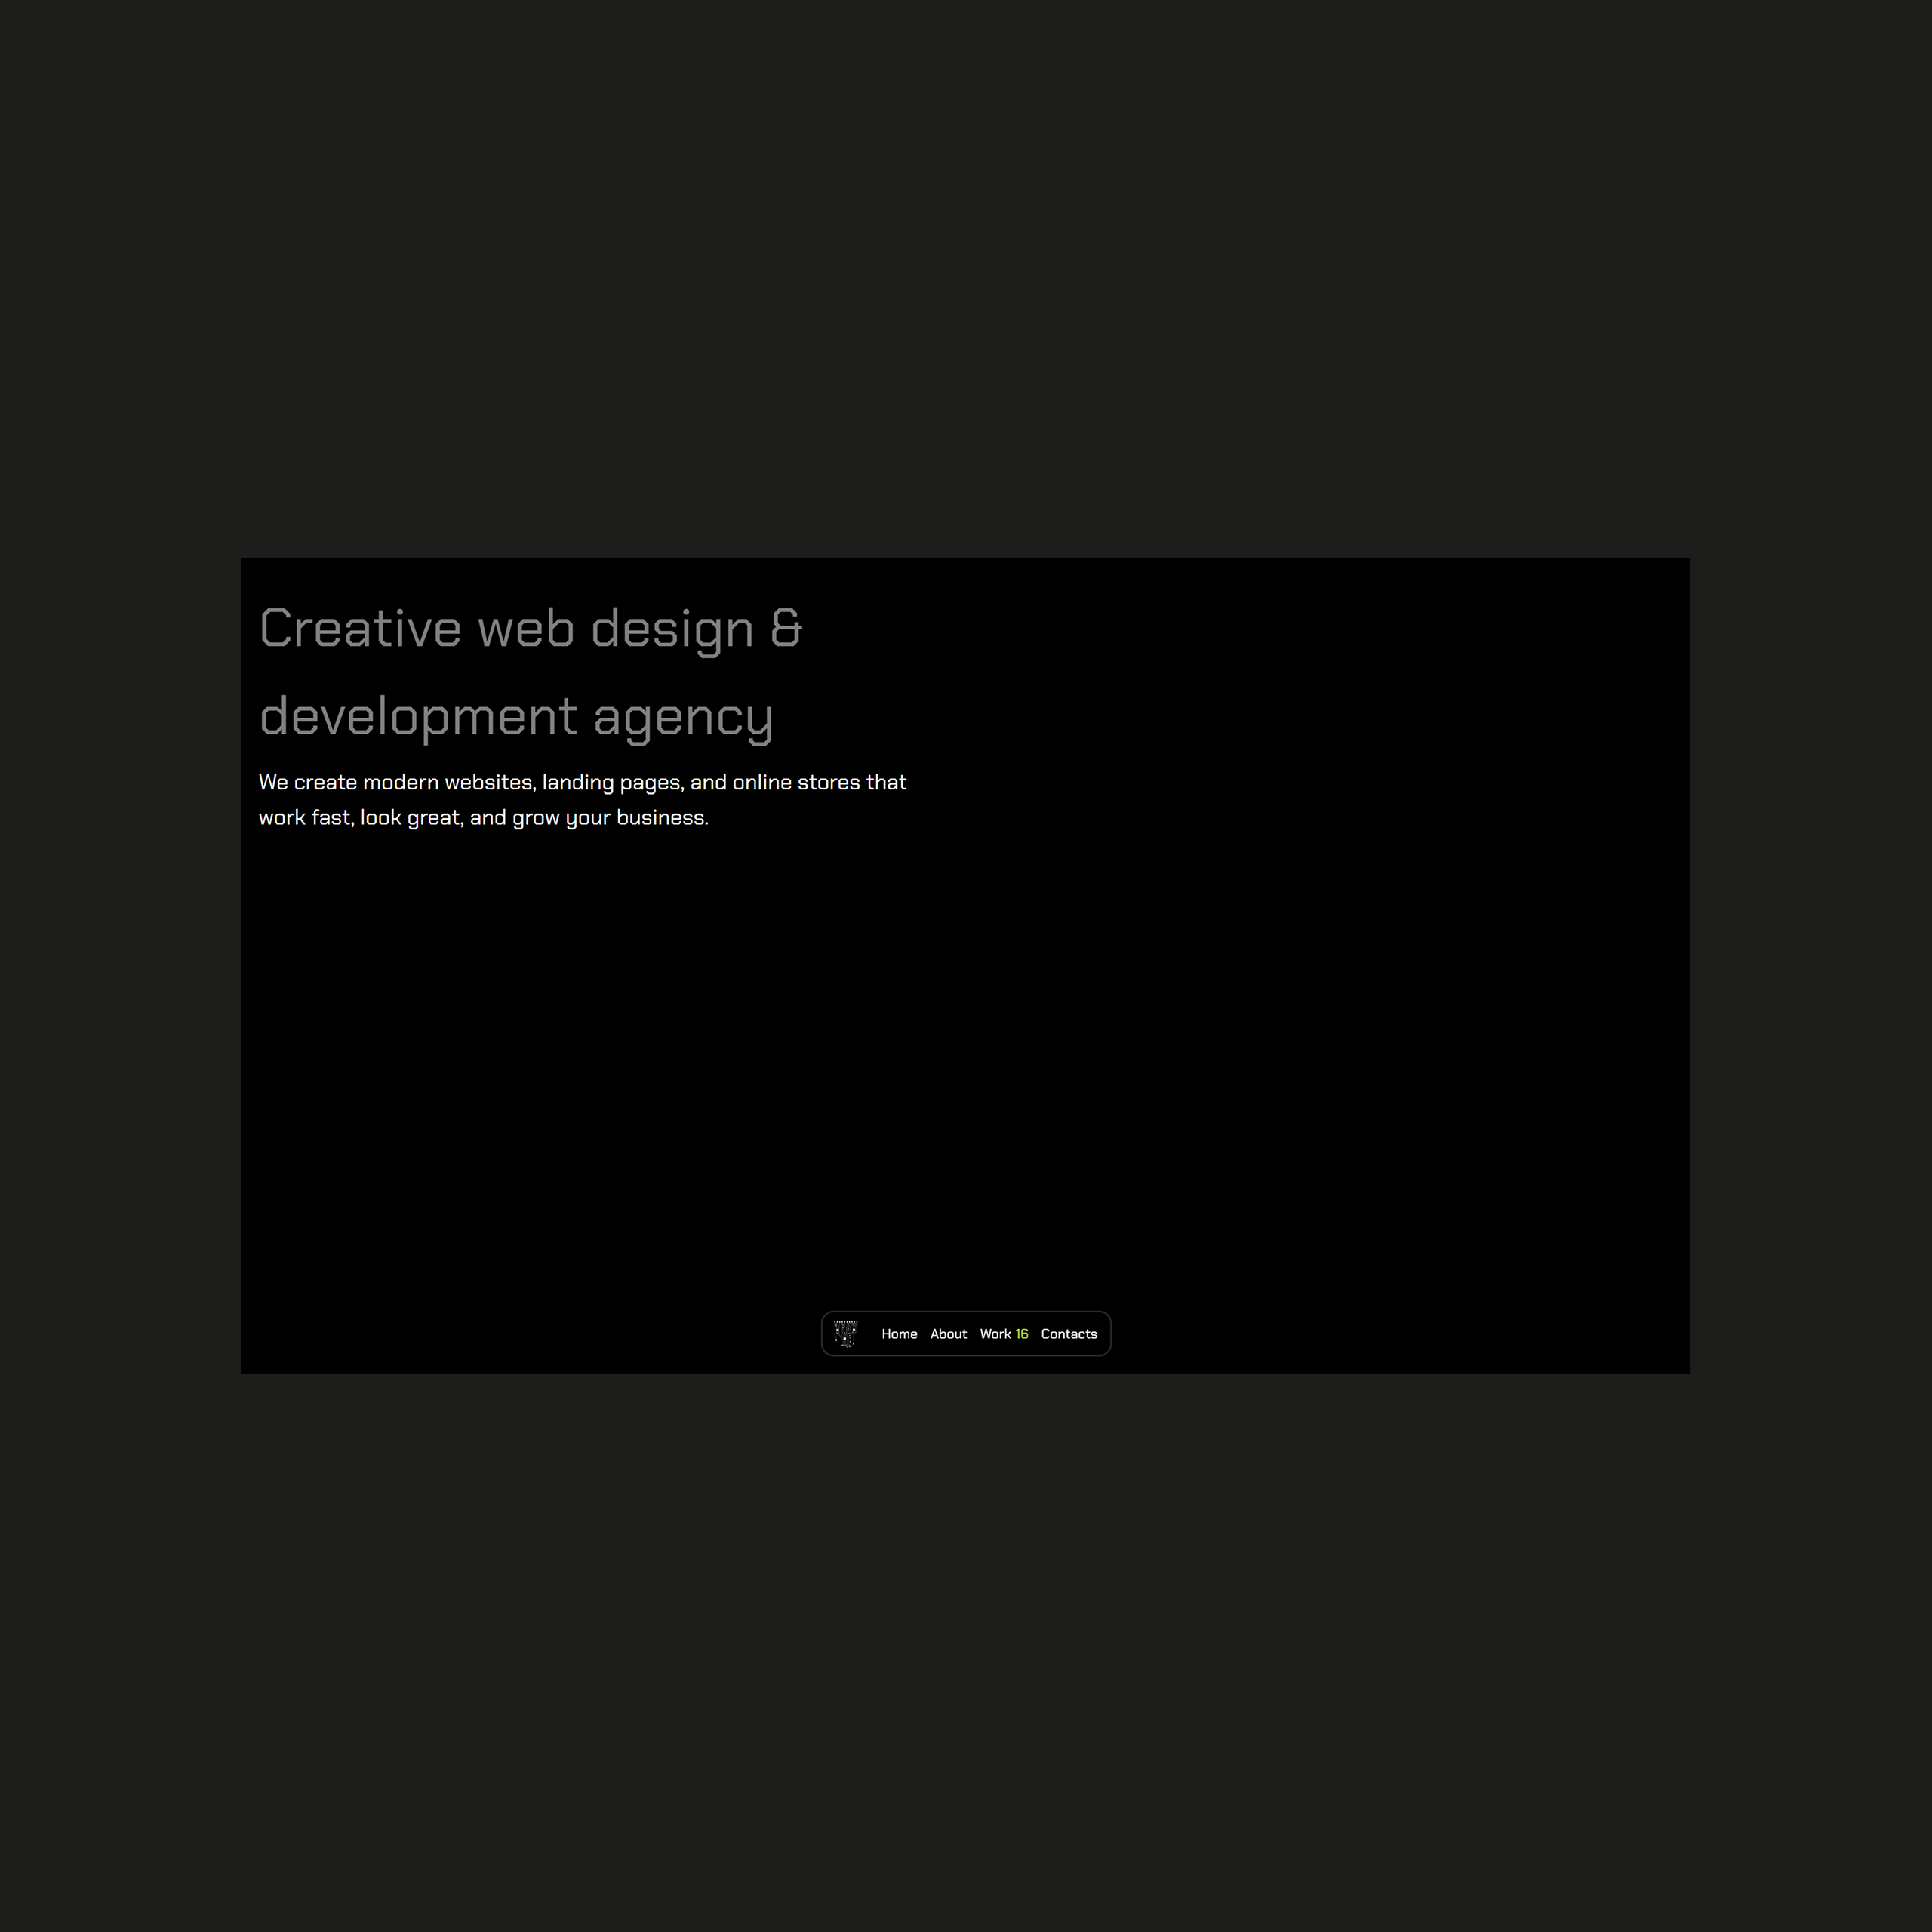 Creative web design &
development agency
We create modern websites, landing pages, and online stores that
work fast, look great, and grow your business.
Home About Work 16 Contacts